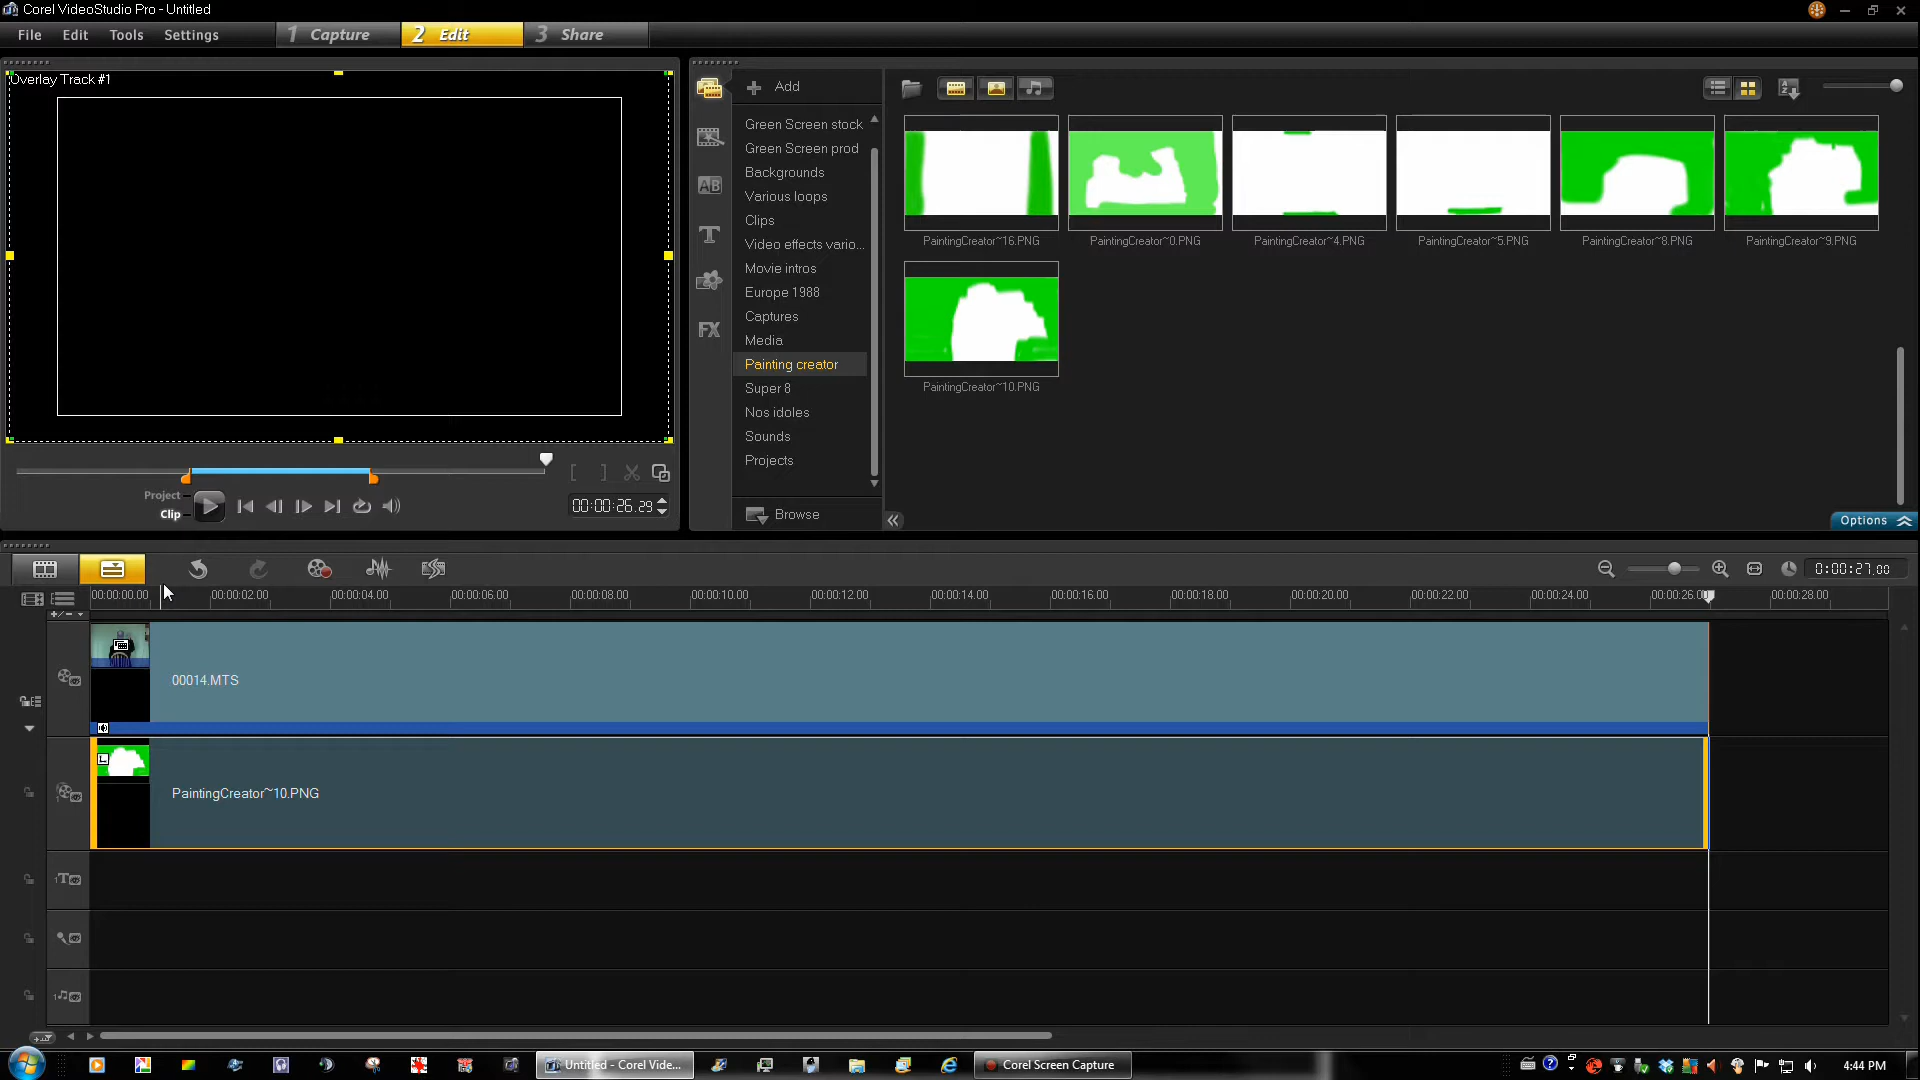 Corel VideoStudio Pro - Untitled
File Edit Tools Settings 1 Capture 2 Edit 3 Share
Overlay Track #1
Project
Clip
00:00:26.29
Add
Green Screen stock
Green Screen prod
Backgrounds
Various loops
Clips
Video effects vario...
Movie intros
Europe 1988
Captures
Media
Painting creator
Super 8
Nos idoles
Sounds
Projects
Browse
AB
T
FX
PaintingCreator~16.PNG PaintingCreator~0.PNG PaintingCreator~4.PNG PaintingCreator~5.PNG PaintingCreator~8.PNG PaintingCreator~9.PNG
PaintingCreator~10.PNG
Options
0:00:27.00
00:00:00.00 00:00:02.00 00:00:04.00 00:00:06.00 00:00:08.00 00:00:10.00 00:00:12.00 00:00:14.00 00:00:16.00 00:00:18.00 00:00:20.00 00:00:22.00 00:00:24.00 00:00:26.00 00:00:28.00
00014.MTS
PaintingCreator~10.PNG
Untitled - Corel Vide...
Corel Screen Capture
4:44 PM